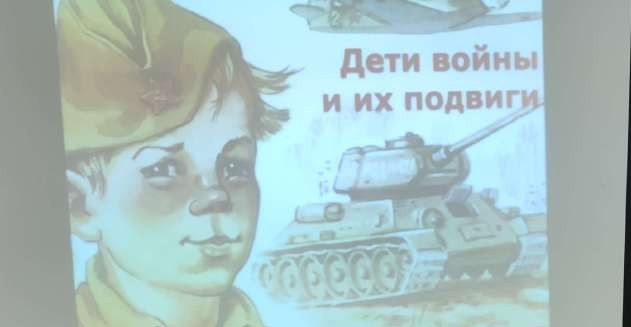 Дети войны
и их подвиги